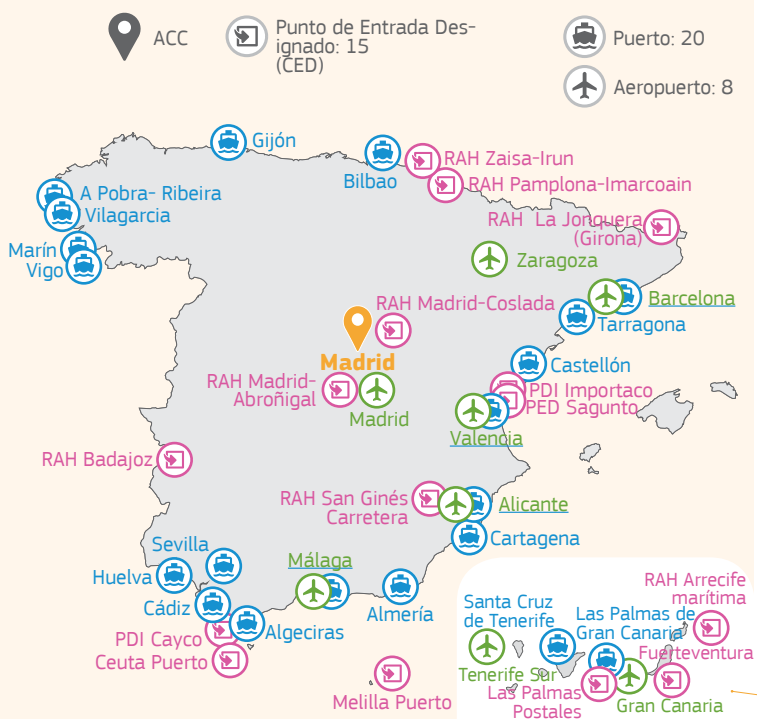 ACC
Punto de Entrada Des-
ignado: 15
(CED)
Puerto: 20
Aeropuerto: 8
Gijón
Bilbao
RAH Zaisa-Irun
RAH Pamplona-Imarcoain
A Pobra- Ribeira
Vilagarcia
RAH La Jonquera
(Girona)
Marín
Vigo
Zaragoza
Barcelona
RAH Madrid-Coslada
Tarragona
Madrid
Castellón
RAH Madrid-
Abroñigal
Madrid
PDI Importaco
PED Sagunto
Valencia
RAH Badajoz
RAH San Ginés
Carretera
Alicante
Cartagena
Sevilla
Huelva
Málaga
Cádiz
Almería
Algeciras
PDI Cayco
Ceuta Puerto
Melilla Puerto
RAH Arrecife
marítima
Santa Cruz
de Tenerife
Las Palmas de
Gran Canaria
Fuerteventura
Tenerife Sur
Las Palmas
Postales
Gran Canaria